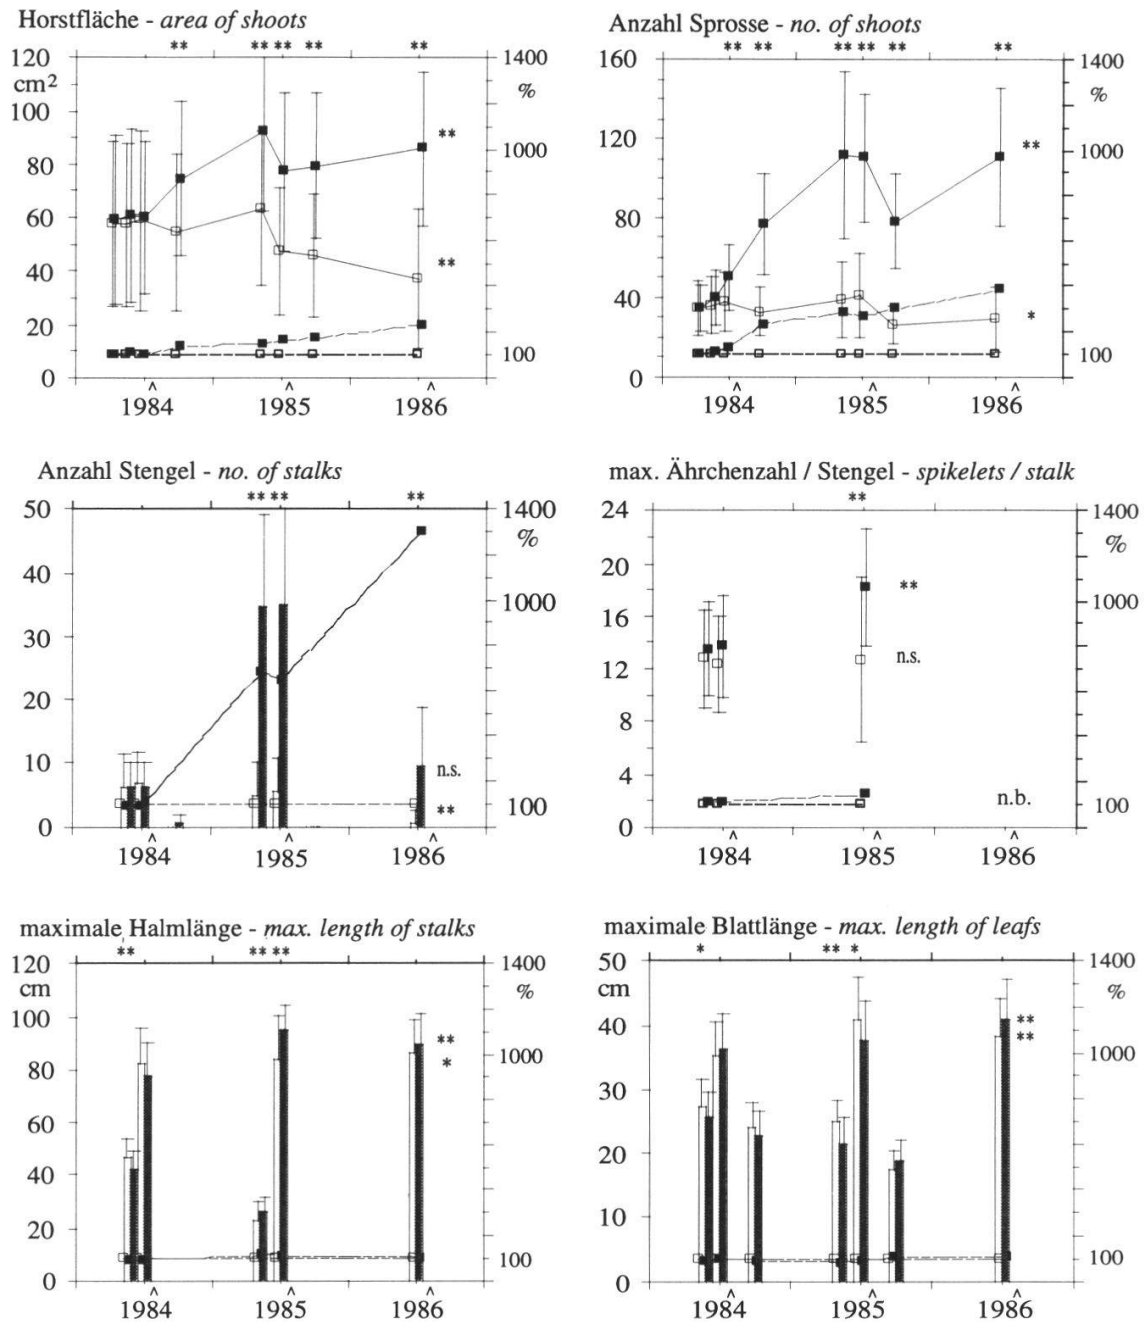 Horstfläche - area of shoots
** ** ** ** **
120
cm2
100
80
60
40
20
0
1400
%
1000
100
**
**
^ ^ ^
1984 1985 1986
Anzahl Sprosse - no. of shoots
** ** ** ** ** **
160
120
80
40
0
1400
%
1000
100
**
*
^ ^ ^
1984 1985 1986
Anzahl Stengel - no. of stalks
** ** **
50
40
30
20
10
0
1400
%
1000
100
n.s.
**
^ ^ ^
1984 1985 1986
max. Ährchenzahl / Stengel - spikelets / stalk
**
24
20
16
12
8
4
0
1400
%
1000
100
**
n.s.
n.b.
^ ^ ^
1984 1985 1986
maximale Halmlänge - max. length of stalks
** ** **
120
cm
100
80
60
40
20
0
1400
%
1000
100
**
*
^ ^ ^
1984 1985 1986
maximale Blattlänge - max. length of leafs
* ** *
50
cm
40
30
20
10
0
1400
%
1000
100
**
**
^ ^ ^
1984 1985 1986